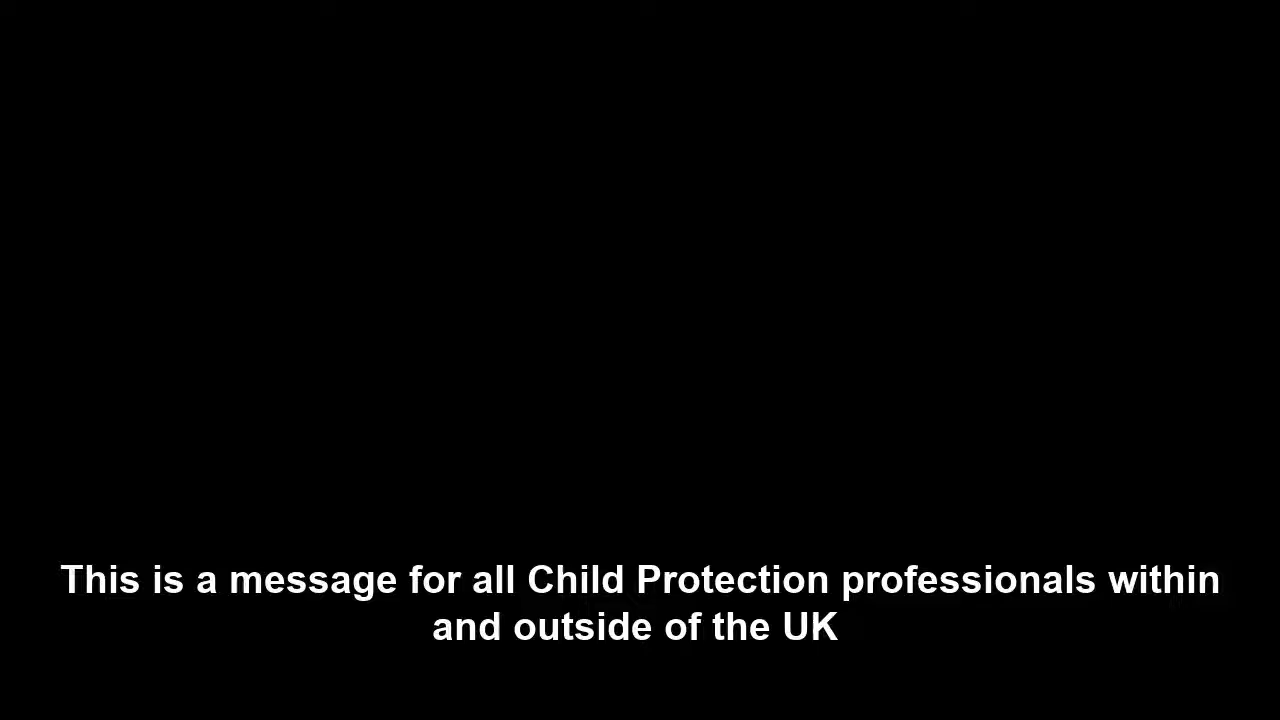 This is a message for all Child Protection professionals within
and outside of the UK